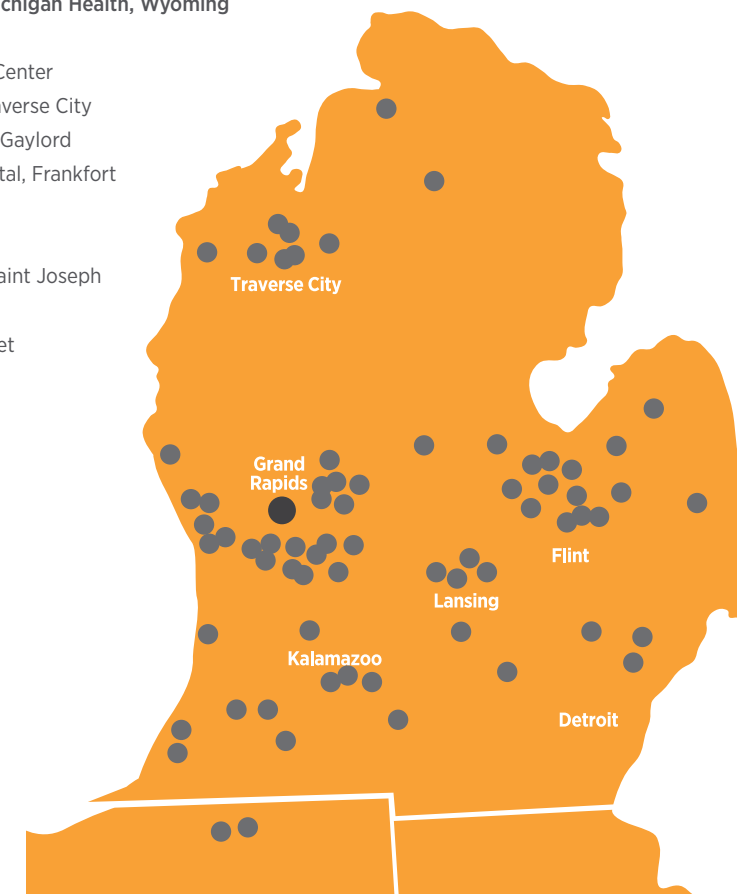 chigan Health, Wyoming
Center
verse City
Gaylord
tal, Frankfort
aint Joseph
et
Traverse City
Grand
Rapids
Flint
Lansing
Kalamazoo
Detroit